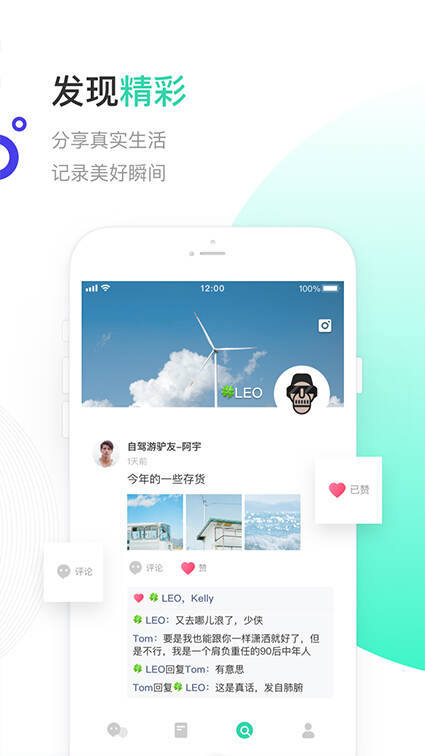 发现精彩
分享真实生活
记录美好瞬间
12:00
100%
🍀LEO
自驾游驴友-阿宇
1天前
今年的一些存货
已赞
评论 赞
评论
🍀LEO，Kelly
🍀LEO：又去哪儿浪了，少侠
Tom：要是我也能跟你一样潇洒就好了，但
是不行，我是一个肩负重任的90后中年人
🍀LEO回复Tom：有意思
Tom回复🍀LEO：这是真话，发自肺腑